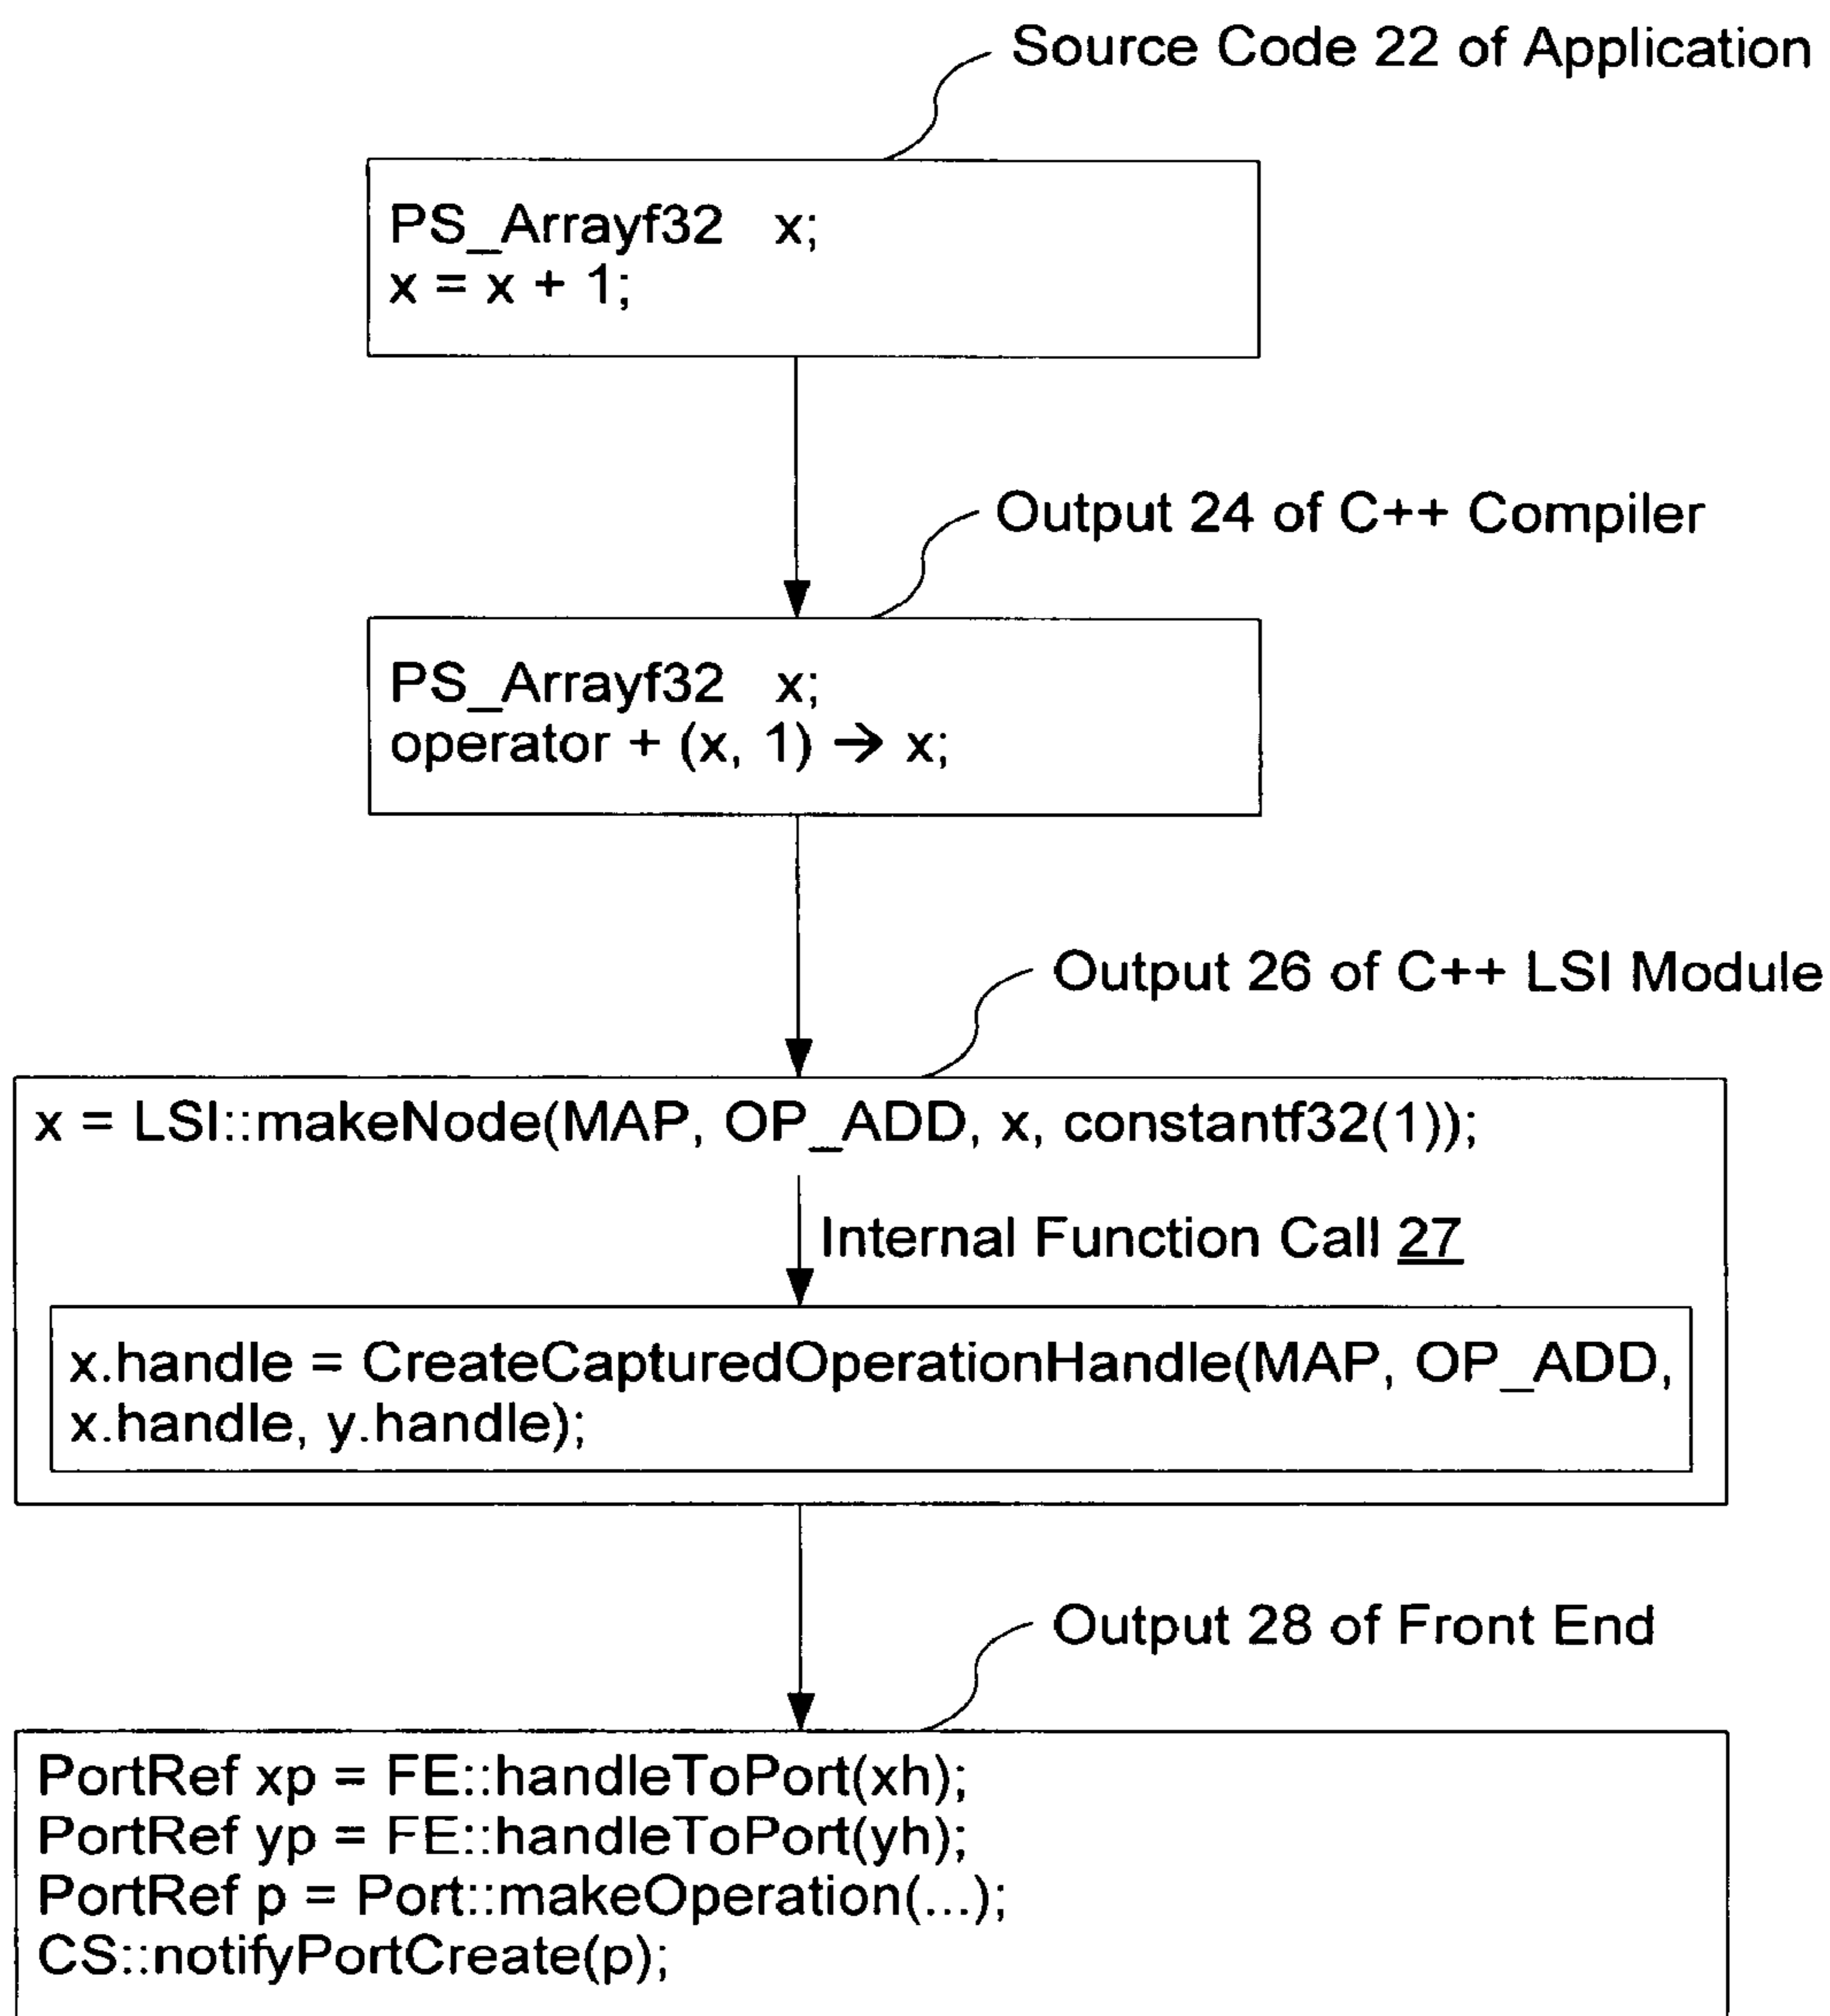 Source Code 22 of Application
PS_Arrayf32 x;
x = x + 1;
Output 24 of C++ Compiler
PS_Arrayf32 x;
operator + (x, 1) → x;
Output 26 of C++ LSI Module
x = LSI::makeNode(MAP, OP_ADD, x, constantf32(1));
Internal Function Call 27
x.handle = CreateCapturedOperationHandle(MAP, OP_ADD,
x.handle, y.handle);
Output 28 of Front End
PortRef xp = FE::handleToPort(xh);
PortRef yp = FE::handleToPort(yh);
PortRef p = Port::makeOperation(...);
CS::notifyPortCreate(p);